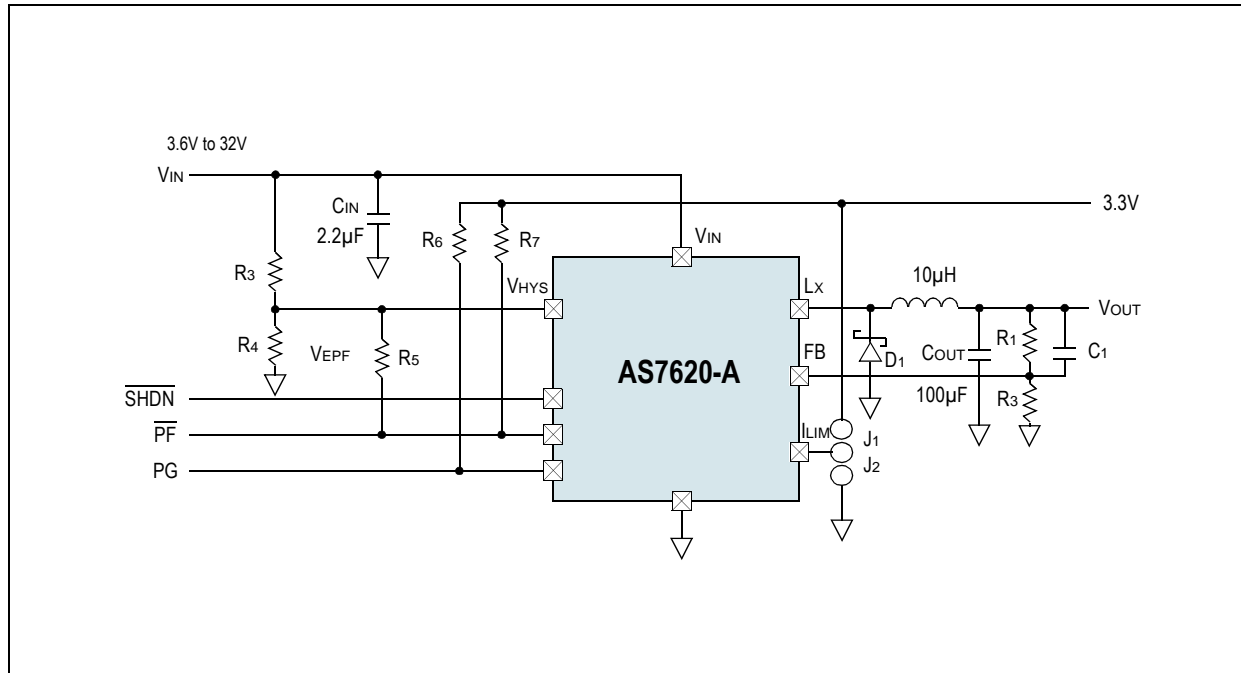 3.6V to 32V
VIN
CIN
2.2µF
R6
R7
VIN
3.3V
R3
VHYS
LX
10µH
VOUT
R4
VEPF
R5
AS7620-A
FB
D1
COUT
100µF
R1
C1
R3
SHDN
PF
PG
ILIM
J1
J2